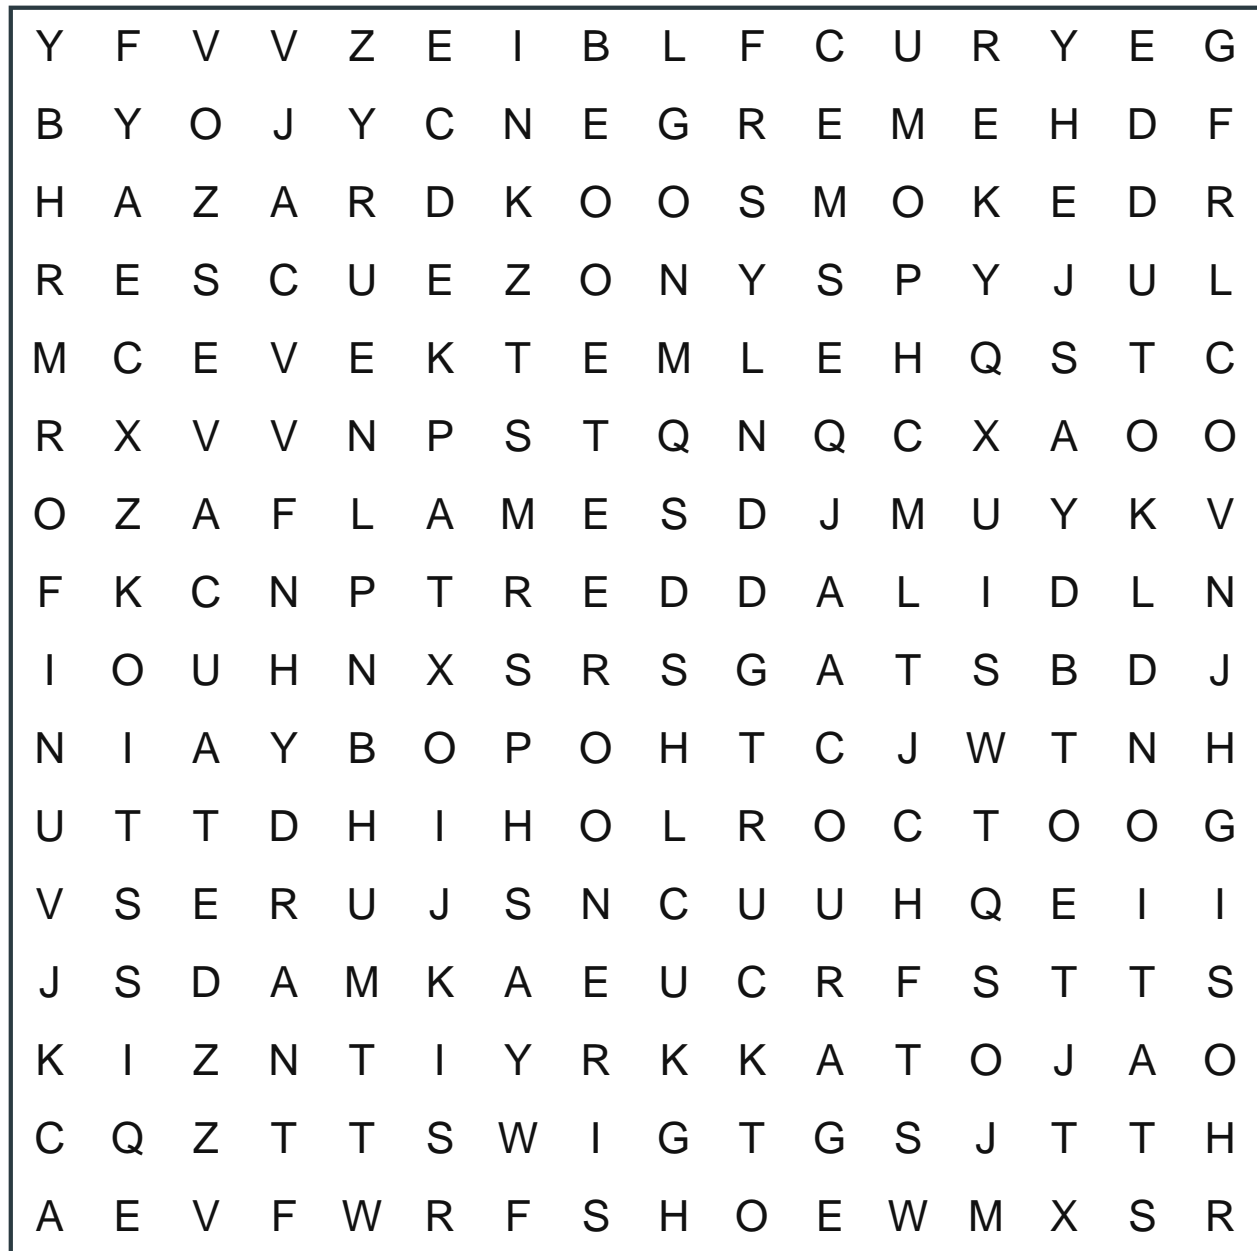 Y F V V Z E I B L F C U R Y E G
B Y O J Y C N E G R E M E H D F
H A Z A R D K O O S M O K E D R
R E S C U E Z O N Y S P Y J U L
M C E V E K T E M L E H Q S T C
R X V V N P S T Q N Q C X A O O
O Z A F L A M E S D J M U Y K V
F K C N P T R E D D A L I D L N
I O U H N X S R S G A T S B D J
N I A Y B O P O H T C J W T N H
U T T D H I H O L R O C T O O G
V S E R U J S N C U U H Q E I I
J S D A M K A E U C R F S T T S
K I Z N T I Y R K K A T O J A O
C Q Z T T S W I G T G S J T T H
A E V F W R F S H O E W M X S R